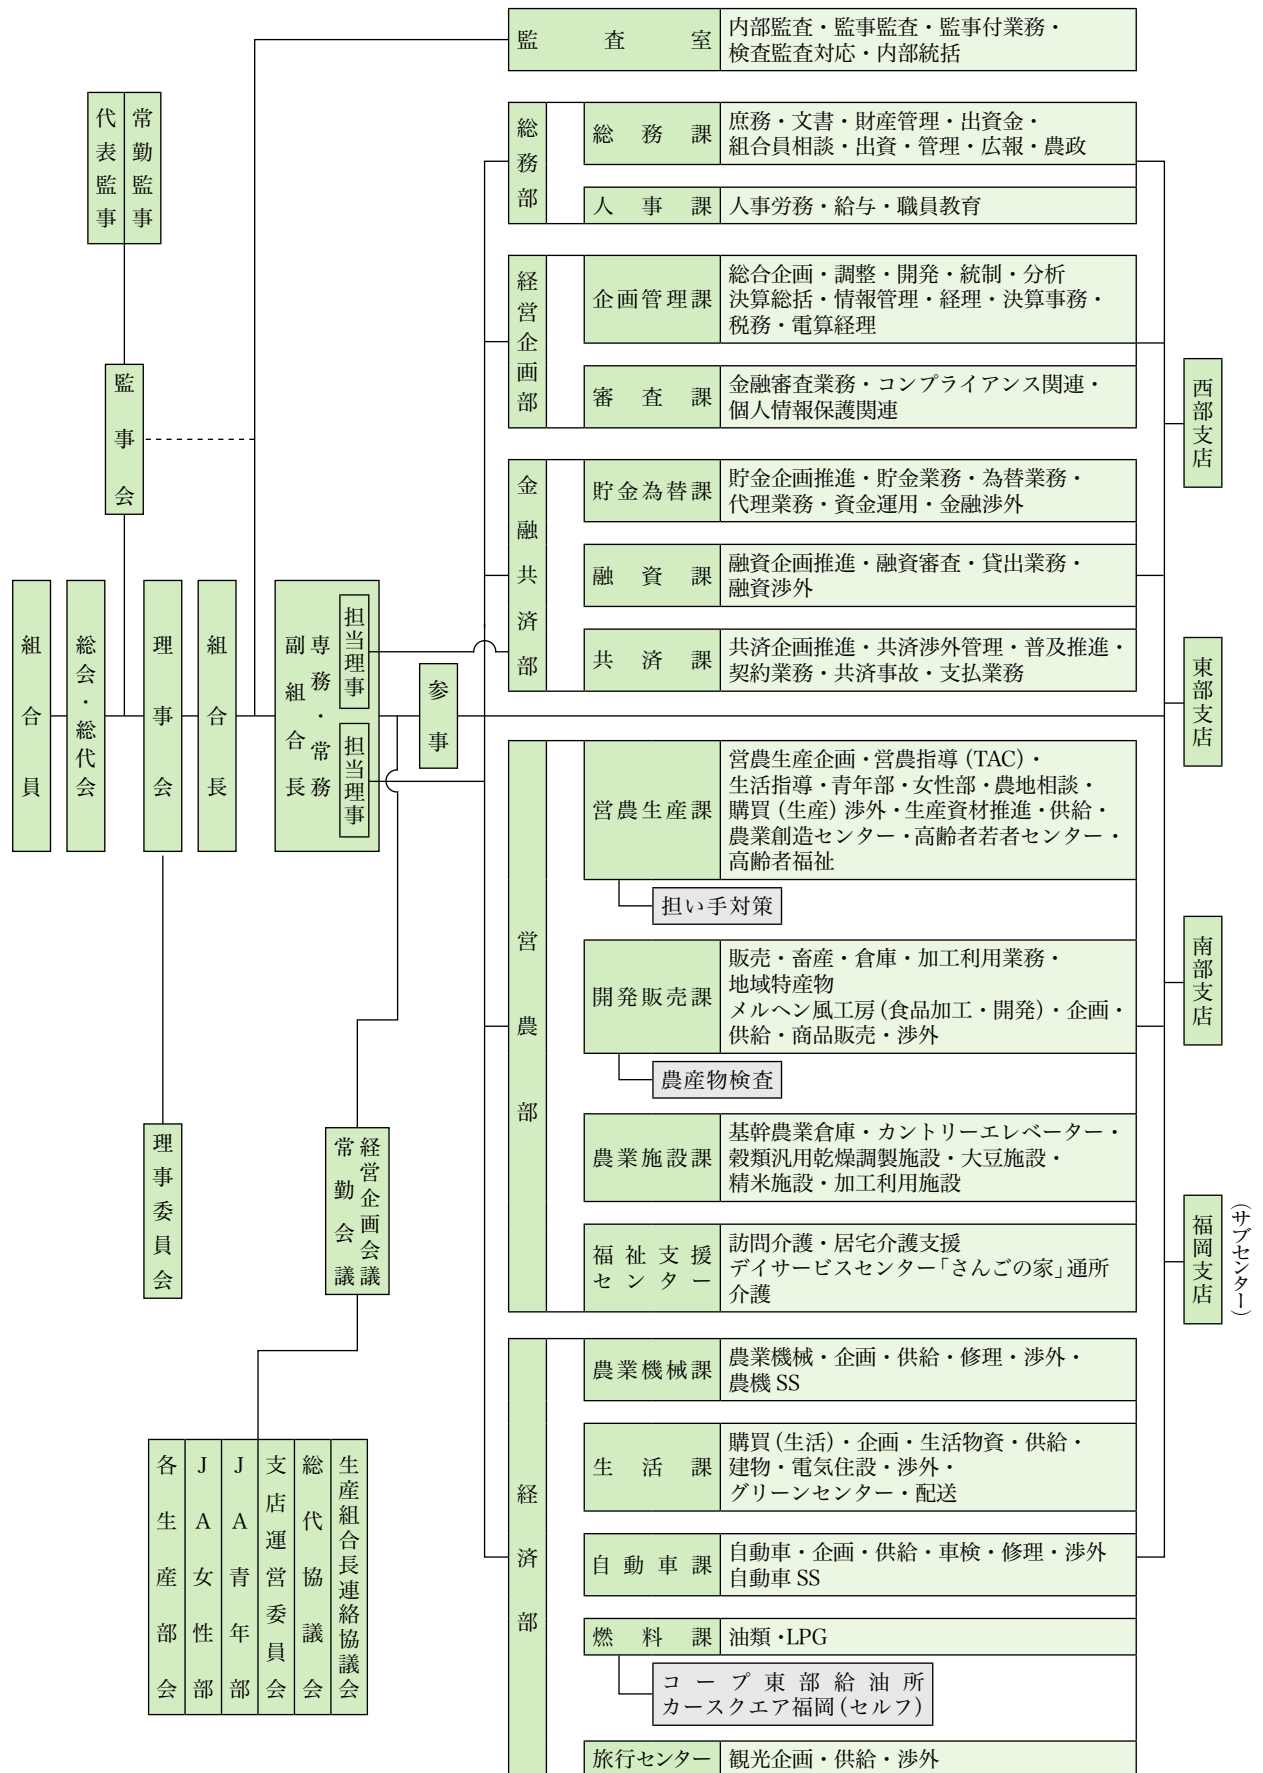 組合員
総会・総代会
代表監事
常勤監事
監事会
理事会
理事委員会
組合長
副組合長
専務・常務
担当理事
担当理事
参事
常勤会議
経営企画会議
各生産部会
JA女性部
JA青年部
支店運営委員会
総代協議会
生産組合長連絡協議会
監査室
内部監査・監事監査・監事付業務・
検査監査対応・内部統括
総務部
総務課
庶務・文書・財産管理・出資金・
組合員相談・出資・管理・広報・農政
人事課
人事労務・給与・職員教育
経営企画部
企画管理課
総合企画・調整・開発・統制・分析
決算総括・情報管理・経理・決算事務・
税務・電算経理
審査課
金融審査業務・コンプライアンス関連・
個人情報保護関連
金融共済部
貯金為替課
貯金企画推進・貯金業務・為替業務・
代理業務・資金運用・金融渉外
融資課
融資企画推進・融資審査・貸出業務・
融資渉外
共済課
共済企画推進・共済渉外管理・普及推進・
契約業務・共済事故・支払業務
営農部
営農生産課
営農生産企画・営農指導(TAC)・
生活指導・青年部・女性部・農地相談・
購買(生産)渉外・生産資材推進・供給・
農業創造センター・高齢者若者センター・
高齢者福祉
担い手対策
開発販売課
販売・畜産・倉庫・加工利用業務・
地域特産物
メルヘン風工房(食品加工・開発)・企画・
供給・商品販売・渉外
農産物検査
農業施設課
基幹農業倉庫・カントリーエレベーター・
穀類汎用乾燥調製施設・大豆施設・
精米施設・加工利用施設
福祉支援
センター
訪問介護・居宅介護支援
デイサービスセンター「さんごの家」通所
介護
経済部
農業機械課
農業機械・企画・供給・修理・渉外・
農機SS
生活課
購買(生活)・企画・生活物資・供給・
建物・電気住設・渉外・
グリーンセンター・配送
自動車課
自動車・企画・供給・車検・修理・渉外
自動車SS
燃料課
油類・LPG
コープ東部給油所
カースクエア福岡(セルフ)
旅行センター
観光企画・供給・渉外
西部支店
東部支店
南部支店
福岡支店
(サブセンター)